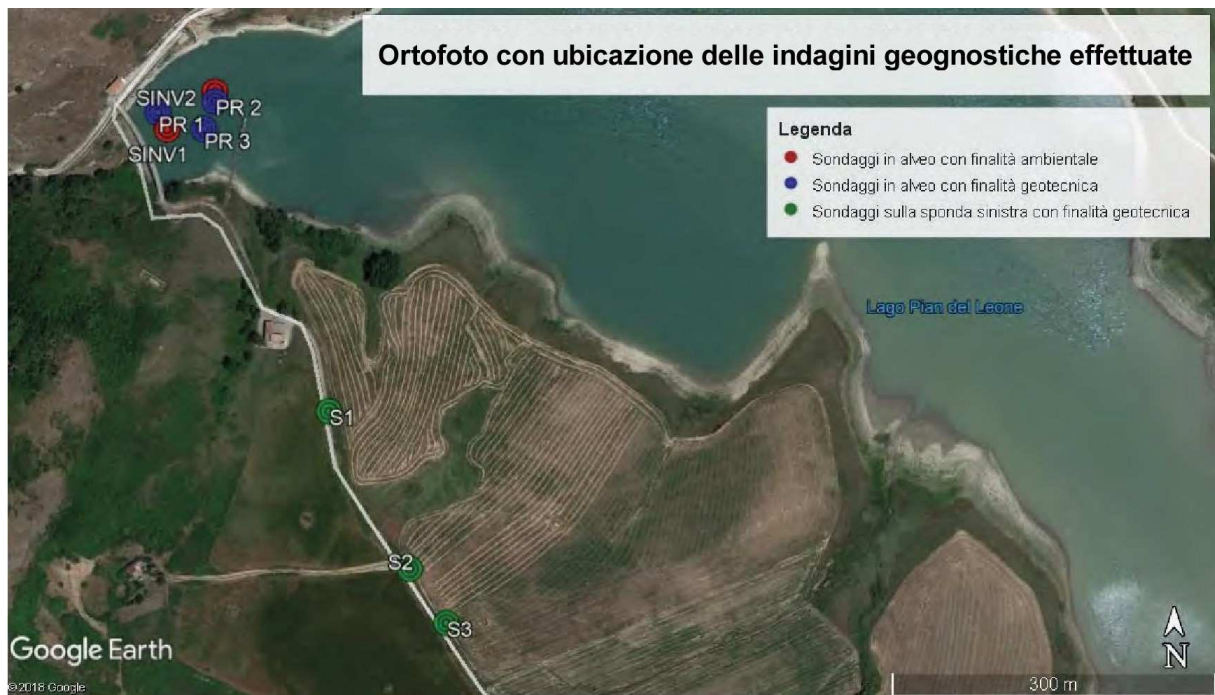 Ortofoto con ubicazione delle indagini geognostiche effettuate
Legenda
Sondaggi in alveo con finalità ambientale
Sondaggi in alveo con finalità geotecnica
Sondaggi sulla sponda sinistra con finalità geotecnica
SINV2
PR 2
PR 1
PR 3
SINV1
Lago Pian del Leone
S1
S2
S3
Google Earth
©2018 Google
N
300 m